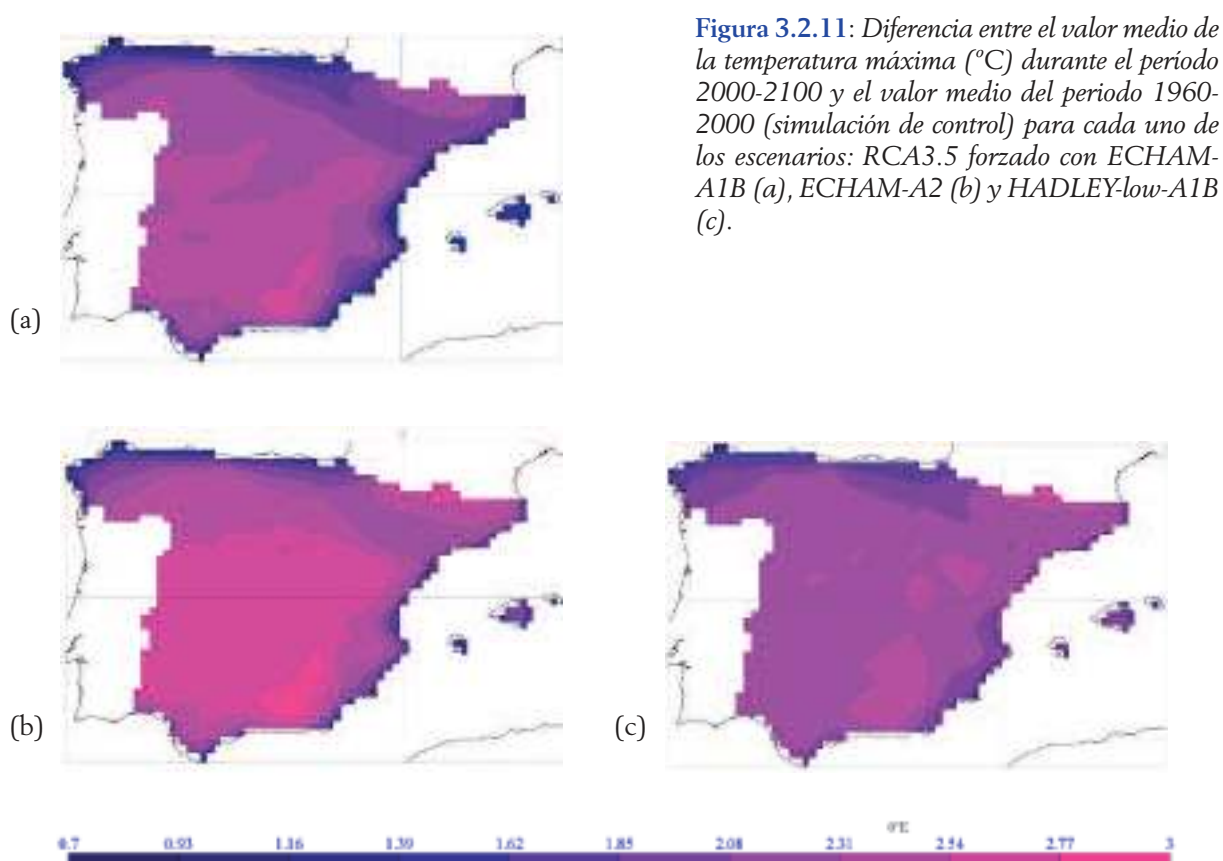 Figura 3.2.11: Diferencia entre el valor medio de
la temperatura máxima (ºC) durante el período
2000-2100 y el valor medio del periodo 1960-
2000 (simulación de control) para cada uno de
los escenarios: RCA3.5 forzado con ECHAM-
A1B (a), ECHAM-A2 (b) y HADLEY-low-A1B
(c).
(a)
(b)
(c)
0ºE
0.7 0.93 1.16 1.39 1.62 1.85 2.08 2.31 2.54 2.77 3